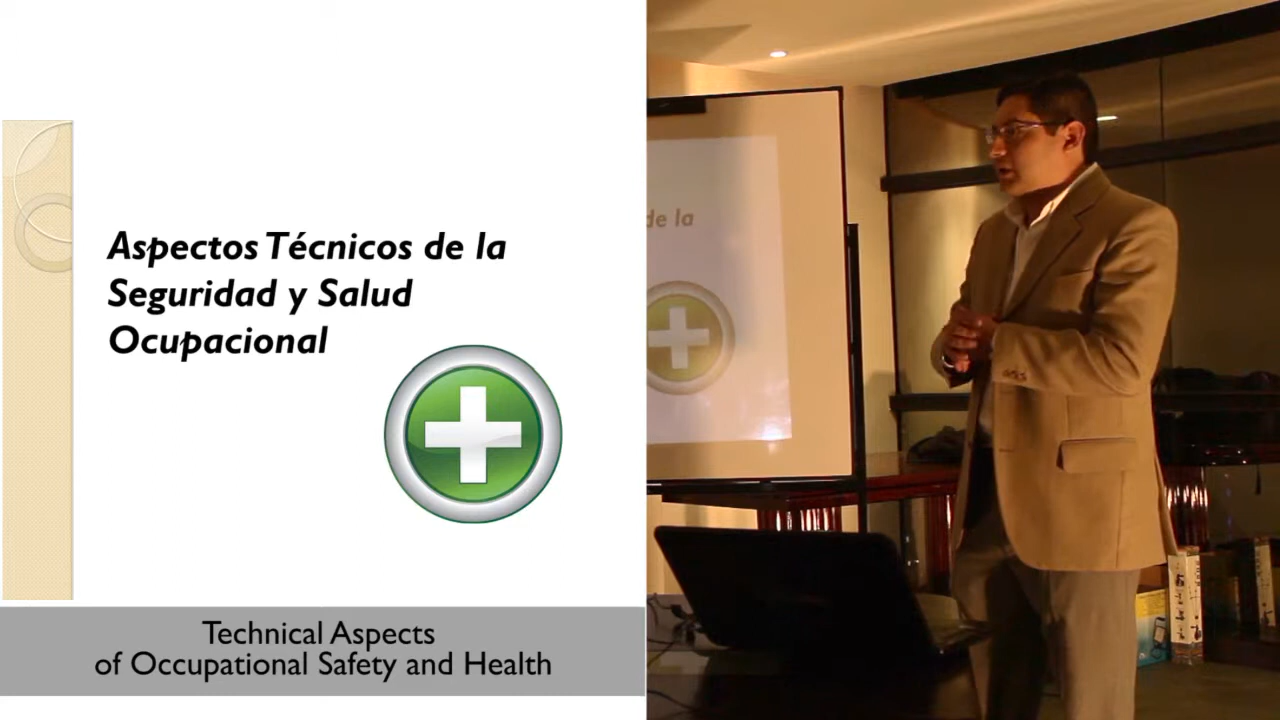 Aspectos Técnicos de la
Seguridad y Salud
Ocupacional
Technical Aspects
of Occupational Safety and Health
de la